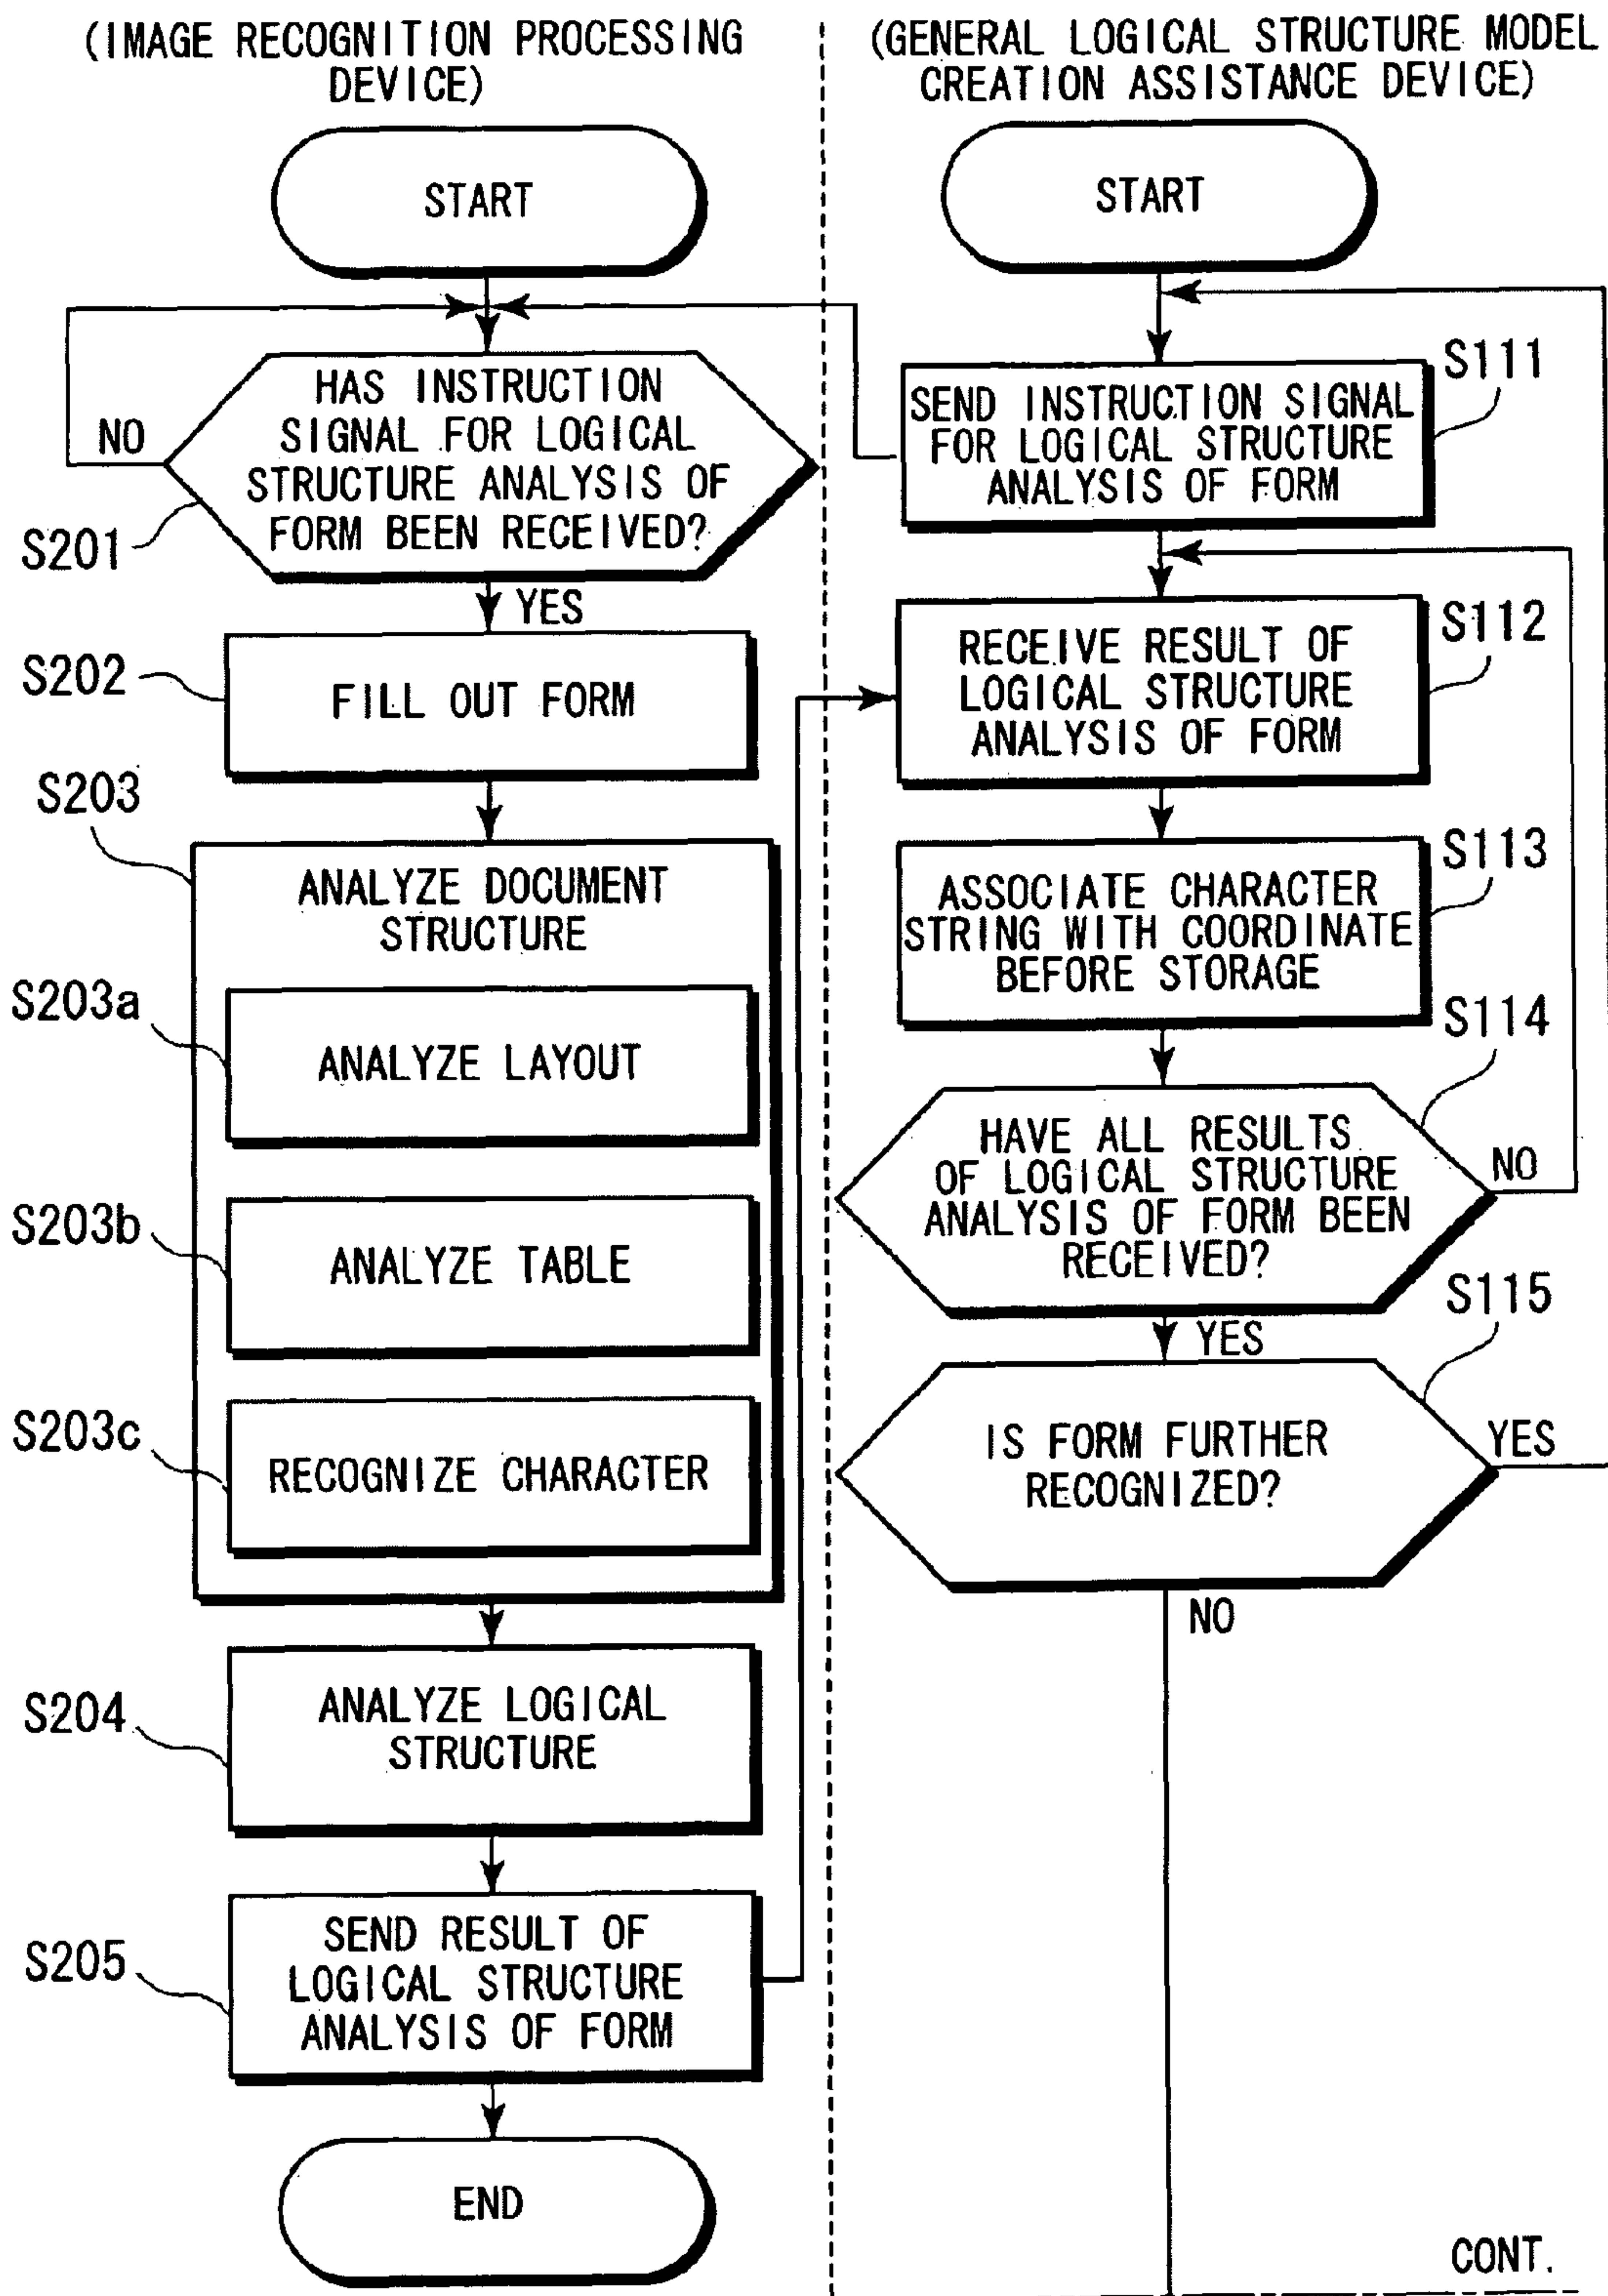 (IMAGE RECOGNITION PROCESSING
DEVICE)
START
HAS INSTRUCTION
SIGNAL FOR LOGICAL
STRUCTURE ANALYSIS OF
FORM BEEN RECEIVED?
NO
S201
YES
S202
FILL OUT FORM
S203
ANALYZE DOCUMENT
STRUCTURE
S203a
ANALYZE LAYOUT
S203b
ANALYZE TABLE
S203c
RECOGNIZE CHARACTER
S204
ANALYZE LOGICAL
STRUCTURE
S205
SEND RESULT OF
LOGICAL STRUCTURE
ANALYSIS OF FORM
END
(GENERAL LOGICAL STRUCTURE MODEL
CREATION ASSISTANCE DEVICE)
START
S111
SEND INSTRUCTION SIGNAL
FOR LOGICAL STRUCTURE
ANALYSIS OF FORM
S112
RECEIVE RESULT OF
LOGICAL STRUCTURE
ANALYSIS OF FORM
S113
ASSOCIATE CHARACTER
STRING WITH COORDINATE
BEFORE STORAGE
S114
HAVE ALL RESULTS
OF LOGICAL STRUCTURE
ANALYSIS OF FORM BEEN
RECEIVED?
NO
YES
S115
IS FORM FURTHER
RECOGNIZED?
YES
NO
CONT.